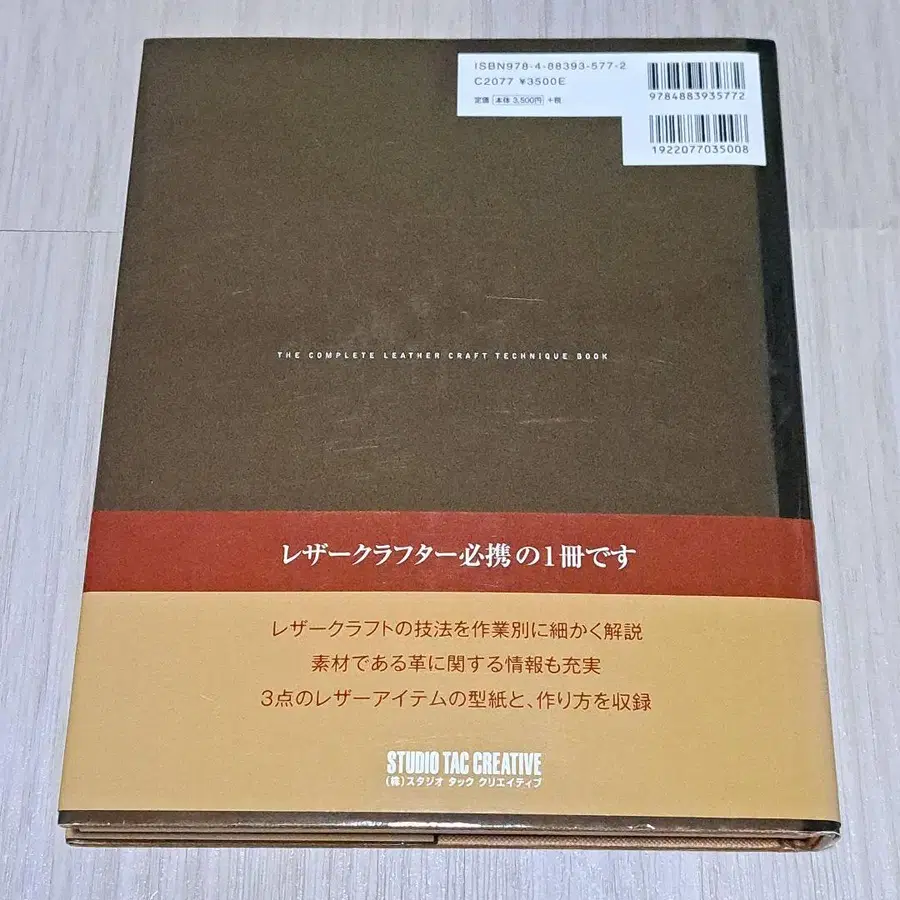 ISBN978-4-88393-577-2
C2077 ¥3500E
定価 本体 3,500円 +税
9784883935772
1922077035008
THE COMPLETE LEATHER CRAFT TECHNIQUE BOOK
レザークラフター必携の1冊です
レザークラフトの技法を作業別に細かく解説
素材である革に関する情報も充実
3点のレザーアイテムの型紙と、作り方を収録
STUDIO TAC CREATIVE
(株)スタジオ タック クリエイティブ